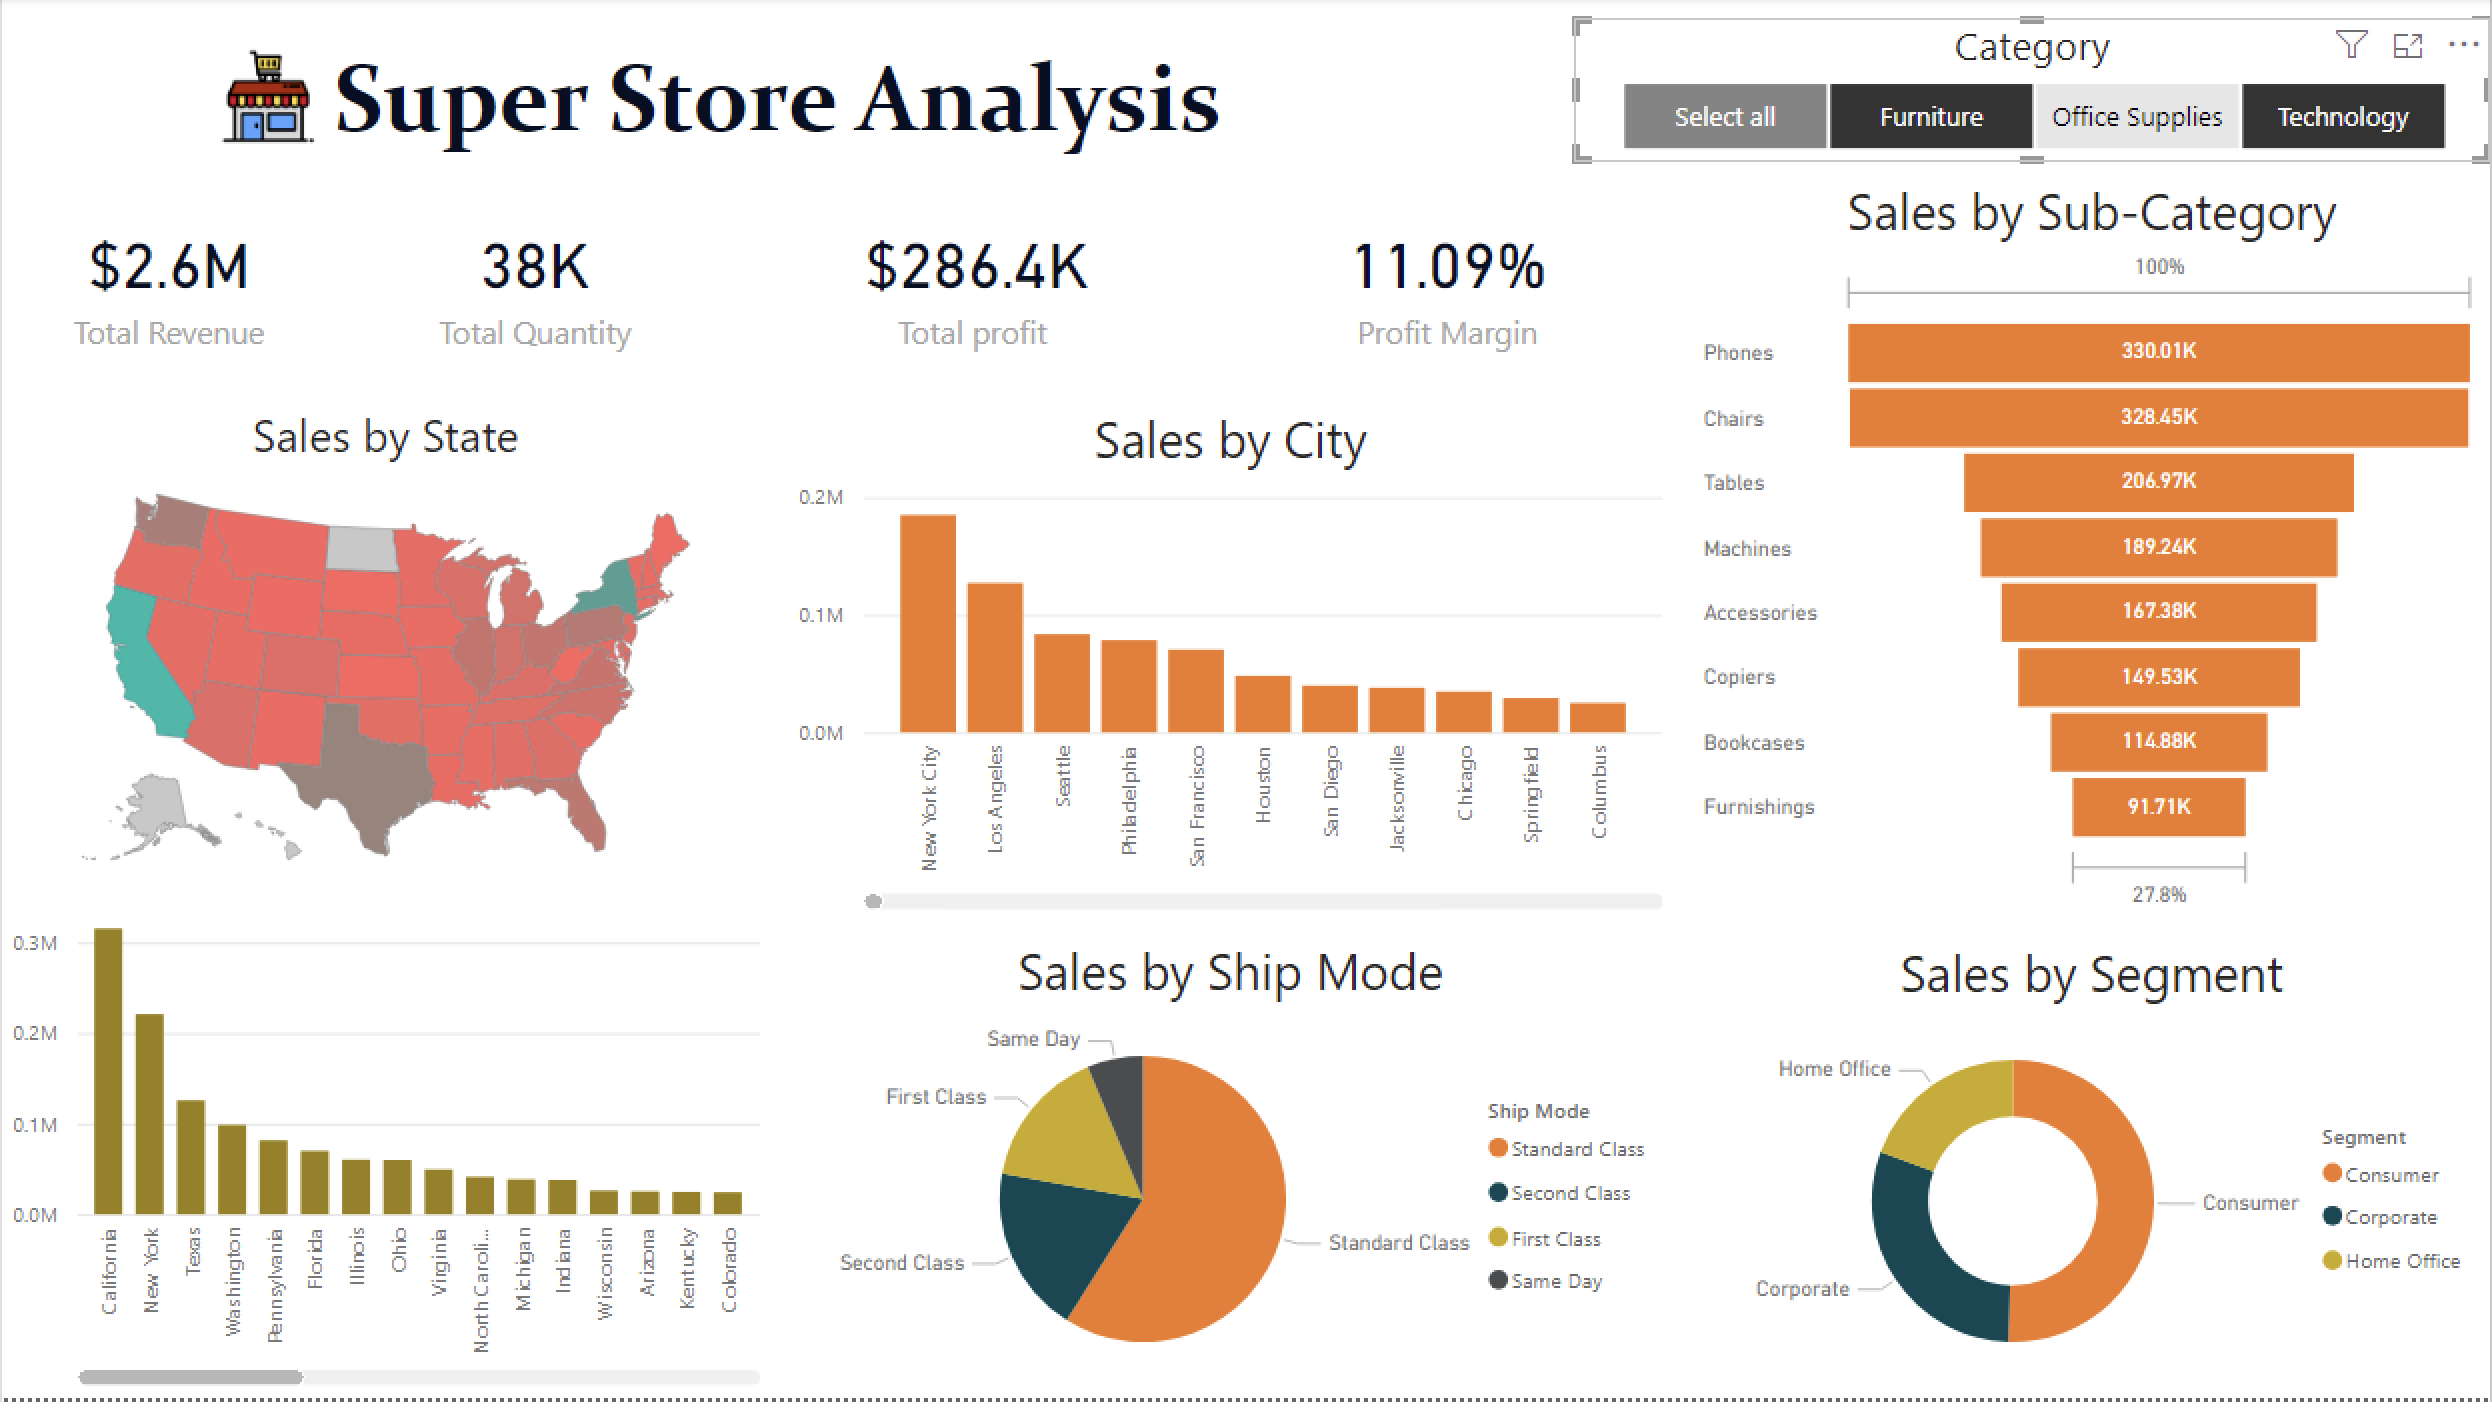 Super Store Analysis
Category
Select all
Furniture
Office Supplies
Technology
$2.6M
Total Revenue
38K
Total Quantity
$286.4K
Total profit
11.09%
Profit Margin
Sales by Sub-Category
100%
Phones 330.01K
Chairs 328.45K
Tables 206.97K
Machines 189.24K
Accessories 167.38K
Copiers 149.53K
Bookcases 114.88K
Furnishings 91.71K
27.8%
Sales by State
Sales by City
0.2M
0.1M
0.0M
New York City
Los Angeles
Seattle
Philadelphia
San Francisco
Houston
San Diego
Jacksonville
Chicago
Springfield
Columbus
0.3M
0.2M
0.1M
0.0M
California
New York
Texas
Washington
Pennsylvania
Florida
Illinois
Ohio
Virginia
North Caroli...
Michigan
Indiana
Wisconsin
Arizona
Kentucky
Colorado
Sales by Ship Mode
Same Day
First Class
Second Class
Standard Class
Ship Mode
Standard Class
Second Class
First Class
Same Day
Sales by Segment
Home Office
Consumer
Corporate
Segment
Consumer
Corporate
Home Office